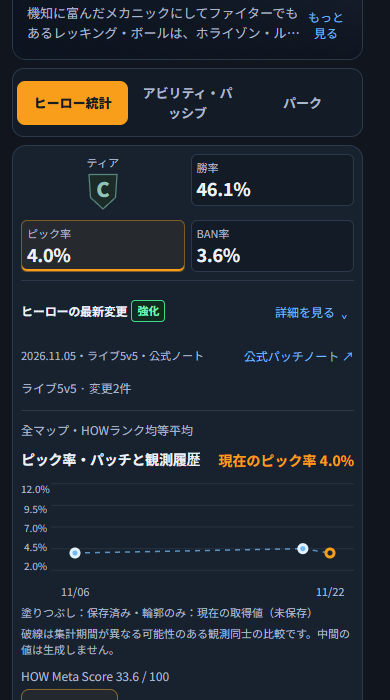 機知に富んだメカニックにしてファイターでも
あるレッキング・ボールは、ホライゾン・ル…
もっと
見る
ヒーロー統計
アビリティ・パ
ッシブ
パーク
ティア
C
勝率
46.1%
ピック率
4.0%
BAN率
3.6%
ヒーローの最新変更 強化
詳細を見る ⌄
2026.11.05・ライブ5v5・公式ノート
公式パッチノート ↗
ライブ5v5 · 変更2件
全マップ・HOWランク均等平均
ピック率・パッチと観測履歴
現在のピック率 4.0%
12.0%
9.5%
7.0%
4.5%
2.0%
11/06
11/22
塗りつぶし：保存済み・輪郭のみ：現在の取得値（未保存）
破線は集計期間が異なる可能性のある観測同士の比較です。中間の
値は生成しません。
HOW Meta Score 33.6 / 100